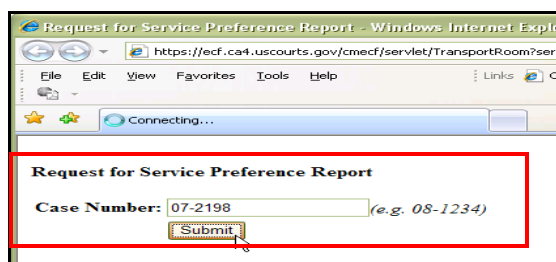 Request for Service Preference Report - Windows Internet Expl
https://ecf.ca4.uscourts.gov/cmecf/servlet/TransportRoom?ser
File Edit View Favorites Tools Help Links
Connecting...
Request for Service Preference Report
Case Number: 07-2198 (e.g. 08-1234)
Submit